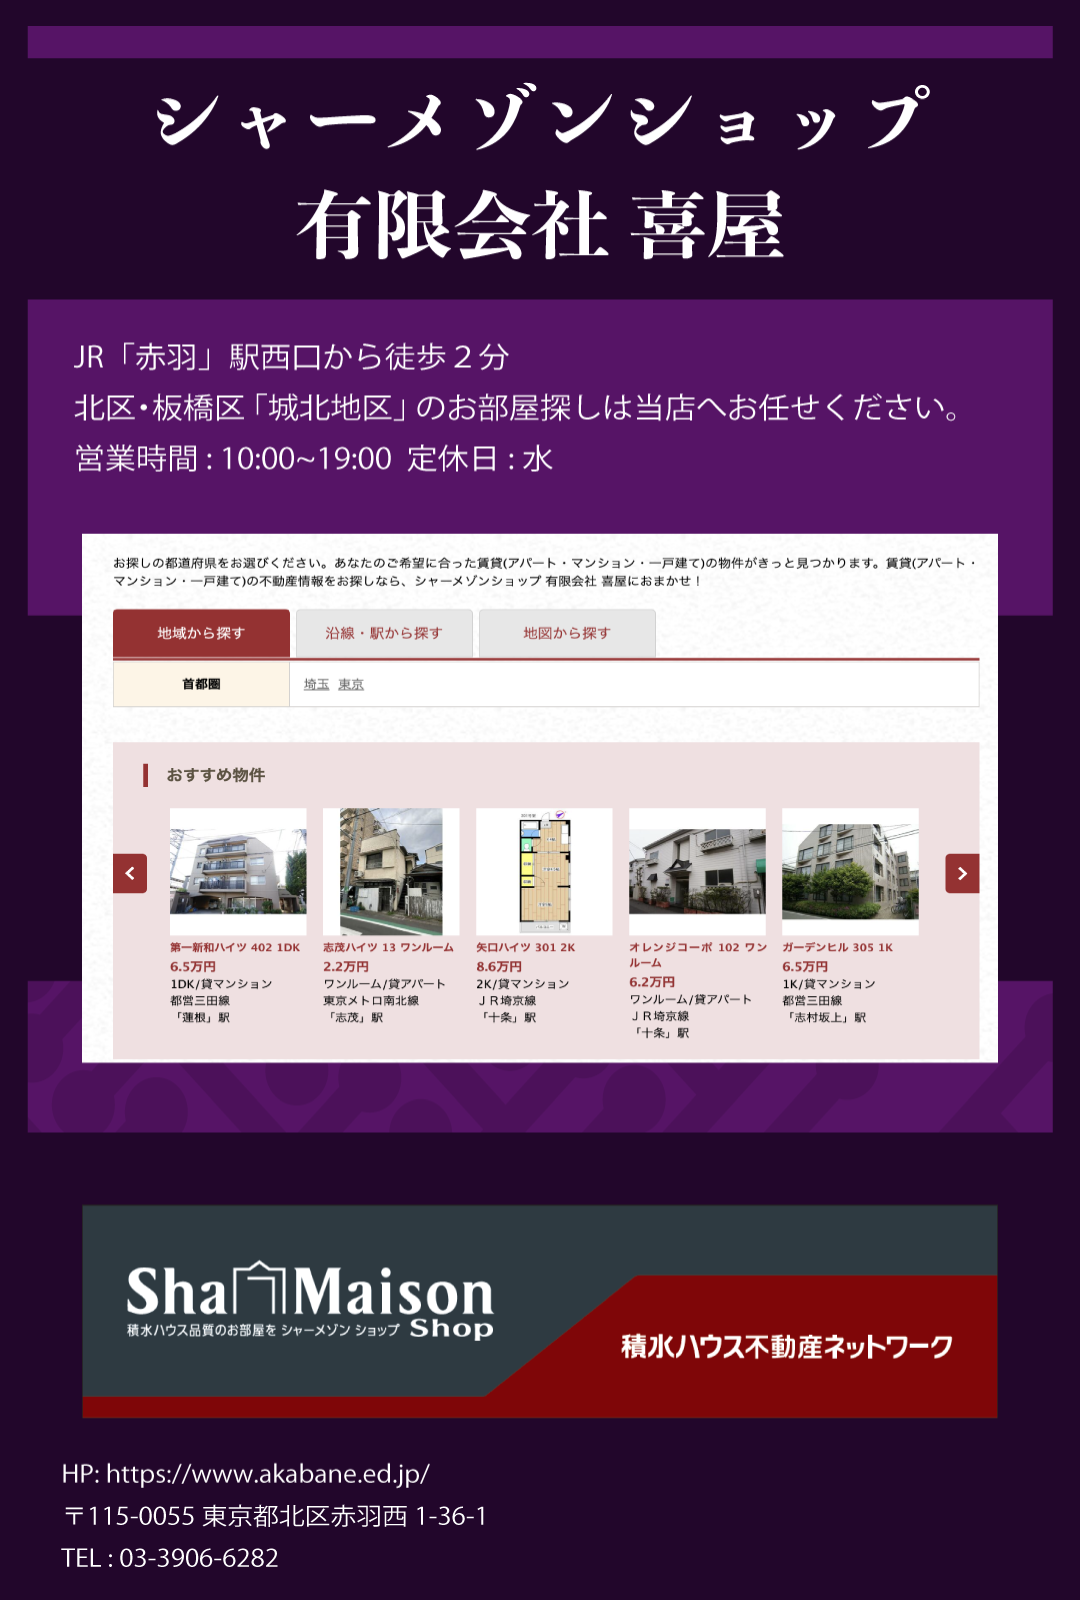 シャーメゾンショップ
有限会社 喜屋
JR「赤羽」駅西口から徒歩２分
北区・板橋区「城北地区」のお部屋探しは当店へお任せください。
営業時間 : 10:00~19:00 定休日 : 水
お探しの都道府県をお選びください。あなたのご希望に合った賃貸(アパート・マンション・一戸建て)の物件がきっと見つかります。賃貸(アパート・
マンション・一戸建て)の不動産情報をお探しなら、シャーメゾンショップ 有限会社 喜屋におまかせ！
地域から探す
沿線・駅から探す
地図から探す
首都圏
埼玉 東京
おすすめ物件
第一新和ハイツ 402 1DK
6.5万円
1DK/貸マンション
都営三田線
「蓮根」駅
志茂ハイツ 13 ワンルーム
2.2万円
ワンルーム/貸アパート
東京メトロ南北線
「志茂」駅
矢口ハイツ 301 2K
8.6万円
2K/貸マンション
ＪＲ埼京線
「十条」駅
オレンジコーポ 102 ワン
ルーム
6.2万円
ワンルーム/貸アパート
ＪＲ埼京線
「十条」駅
ガーデンヒル 305 1K
6.5万円
1K/貸マンション
都営三田線
「志村坂上」駅
ShaMaison
積水ハウス品質のお部屋を シャーメゾン ショップ Shop
積水ハウス不動産ネットワーク
HP: https://www.akabane.ed.jp/
〒115-0055 東京都北区赤羽西 1-36-1
TEL : 03-3906-6282